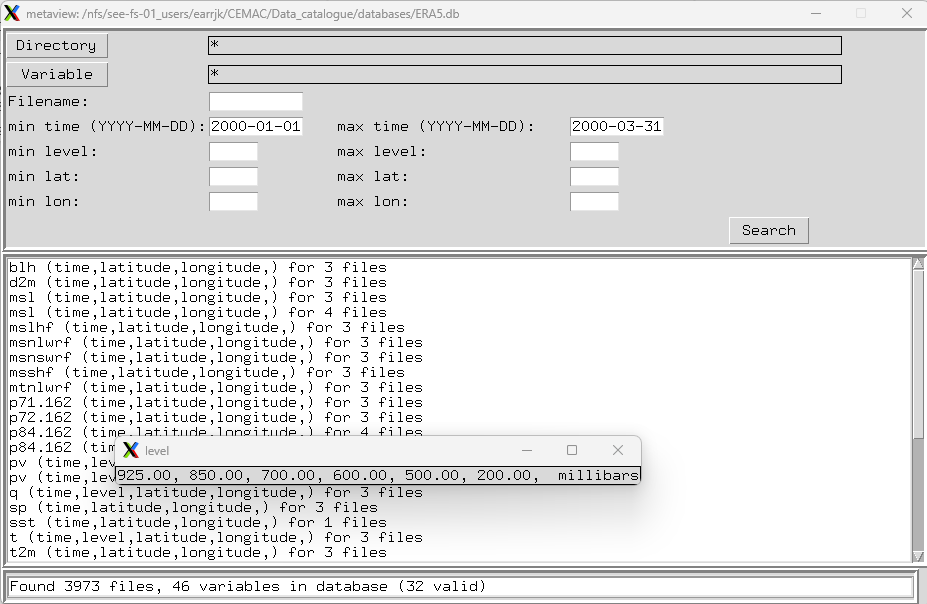 metaview: /nfs/see-fs-01_users/earrjk/CEMAC/Data_catalogue/databases/ERA5.db
Directory *
Variable *
Filename:
min time (YYYY-MM-DD): 2000-01-01 max time (YYYY-MM-DD): 2000-03-31
min level: max level:
min lat: max lat:
min lon: max lon:
Search
blh (time,latitude,longitude,) for 3 files
d2m (time,latitude,longitude,) for 3 files
msl (time,latitude,longitude,) for 3 files
msl (time,latitude,longitude,) for 4 files
mslhf (time,latitude,longitude,) for 3 files
msnlwrf (time,latitude,longitude,) for 3 files
msnswrf (time,latitude,longitude,) for 3 files
msshf (time,latitude,longitude,) for 3 files
mtnlwrf (time,latitude,longitude,) for 3 files
p71.162 (time,latitude,longitude,) for 3 files
p72.162 (time,latitude,longitude,) for 3 files
p84.162 (time,latitude,longitude,) for 4 files
p84.162 (tim
level
pv (time,lev
925.00, 850.00, 700.00, 600.00, 500.00, 200.00, millibars
pv (time,lev
q (time,level,latitude,longitude,) for 3 files
sp (time,latitude,longitude,) for 3 files
sst (time,latitude,longitude,) for 1 files
t (time,level,latitude,longitude,) for 3 files
t2m (time,latitude,longitude,) for 3 files
Found 3973 files, 46 variables in database (32 valid)